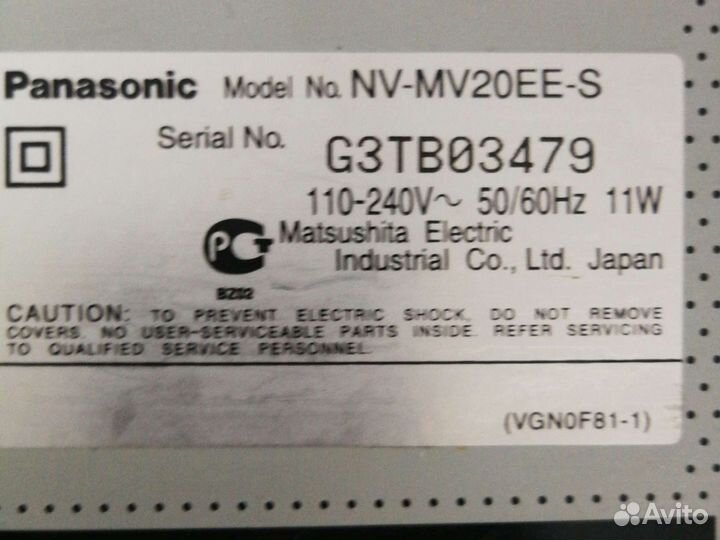 Panasonic Model No. NV-MV20EE-S
Serial No. G3TB03479
110-240V~ 50/60Hz 11W
Matsushita Electric
Industrial Co., Ltd. Japan
PCT
BZ02
CAUTION: TO PREVENT ELECTRIC SHOCK, DO NOT REMOVE
COVERS. NO USER-SERVICEABLE PARTS INSIDE. REFER SERVICING
TO QUALIFIED SERVICE PERSONNEL.
(VGN0F81-1)
Avito